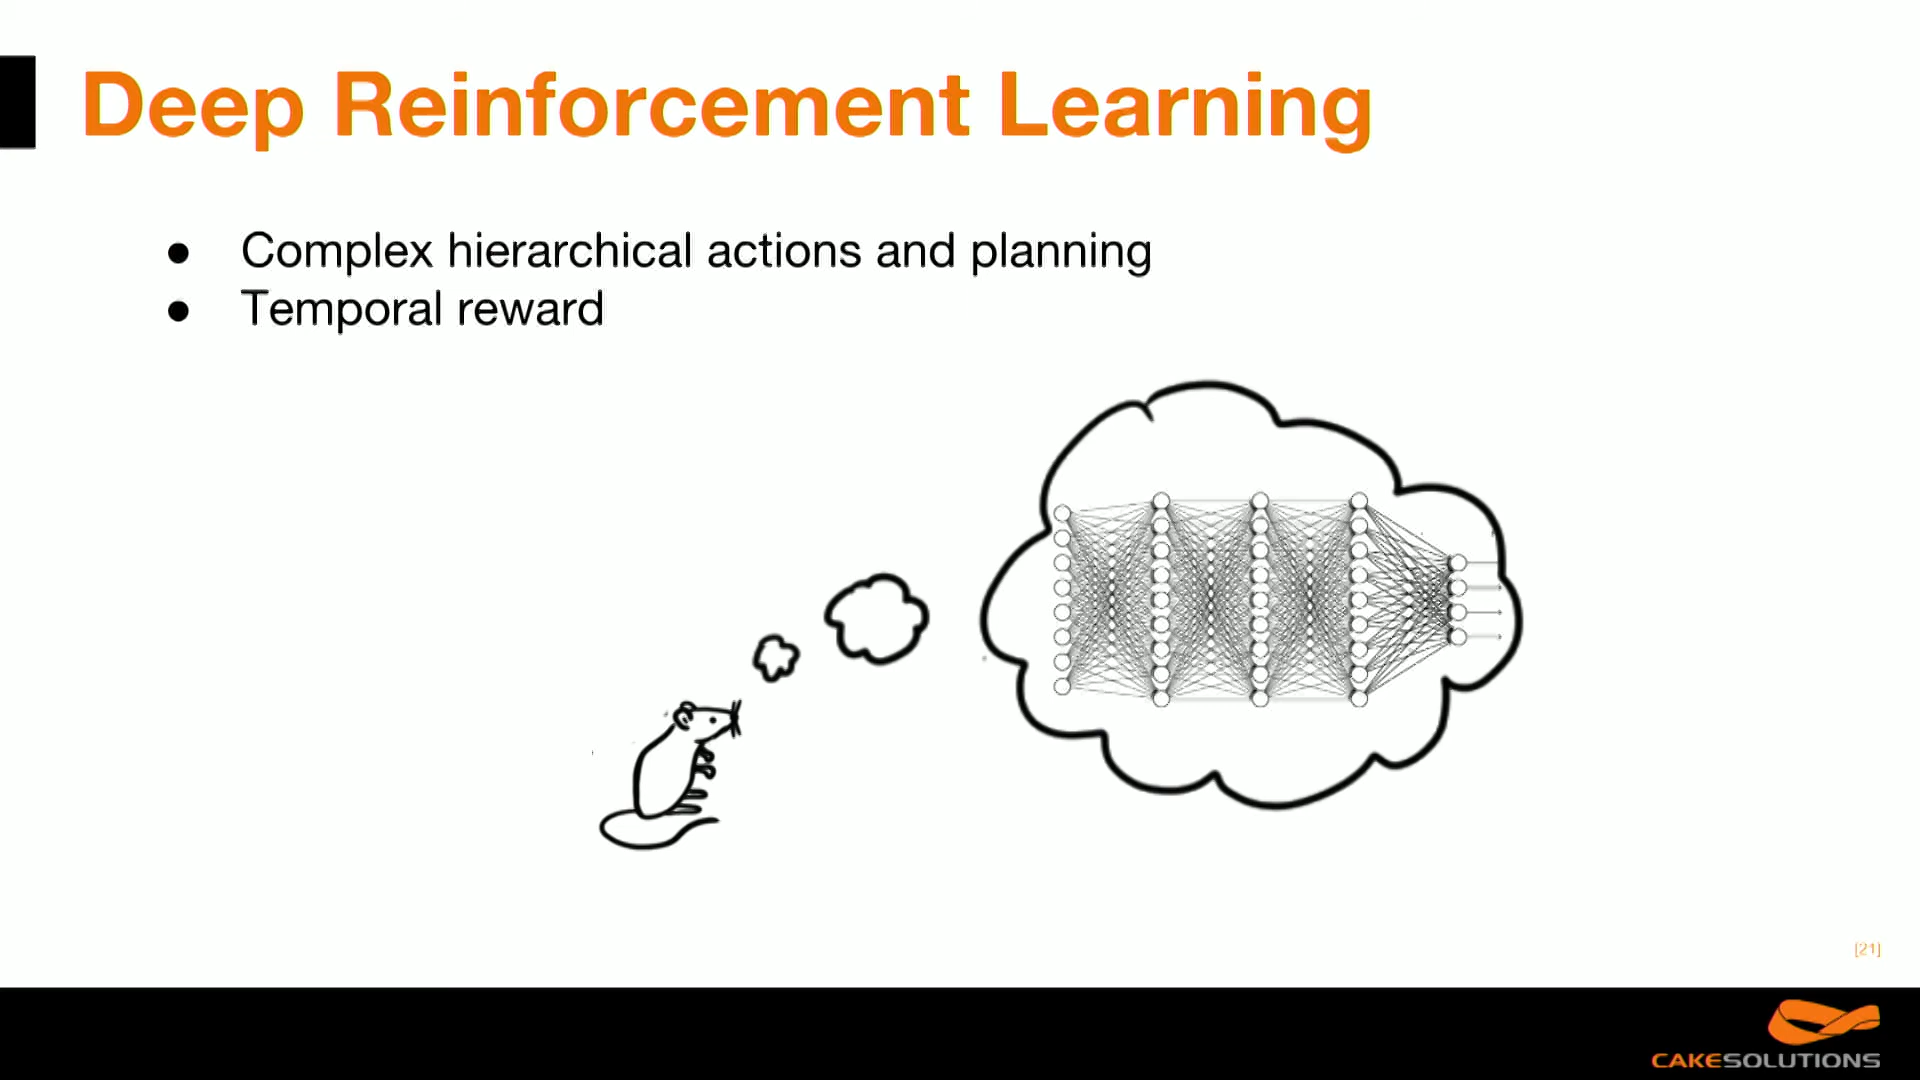 Deep Reinforcement Learning
● Complex hierarchical actions and planning
● Temporal reward
[21]
CAKESOLUTIONS